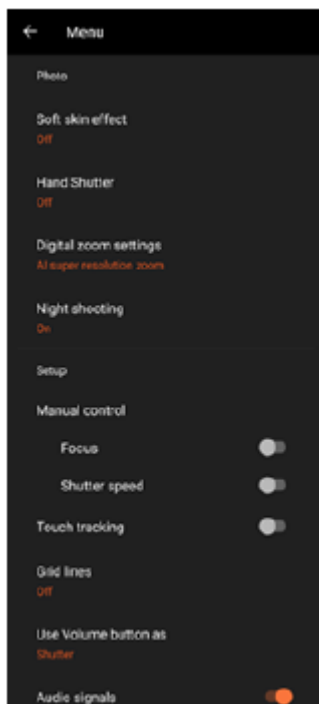 Menu
Photo
Soft skin effect
Off
Hand Shutter
Off
Digital zoom settings
AI super resolution zoom
Night shooting
On
Setup
Manual control
Focus
Shutter speed
Touch tracking
Grid lines
Off
Use Volume button as
Shutter
Audio signals